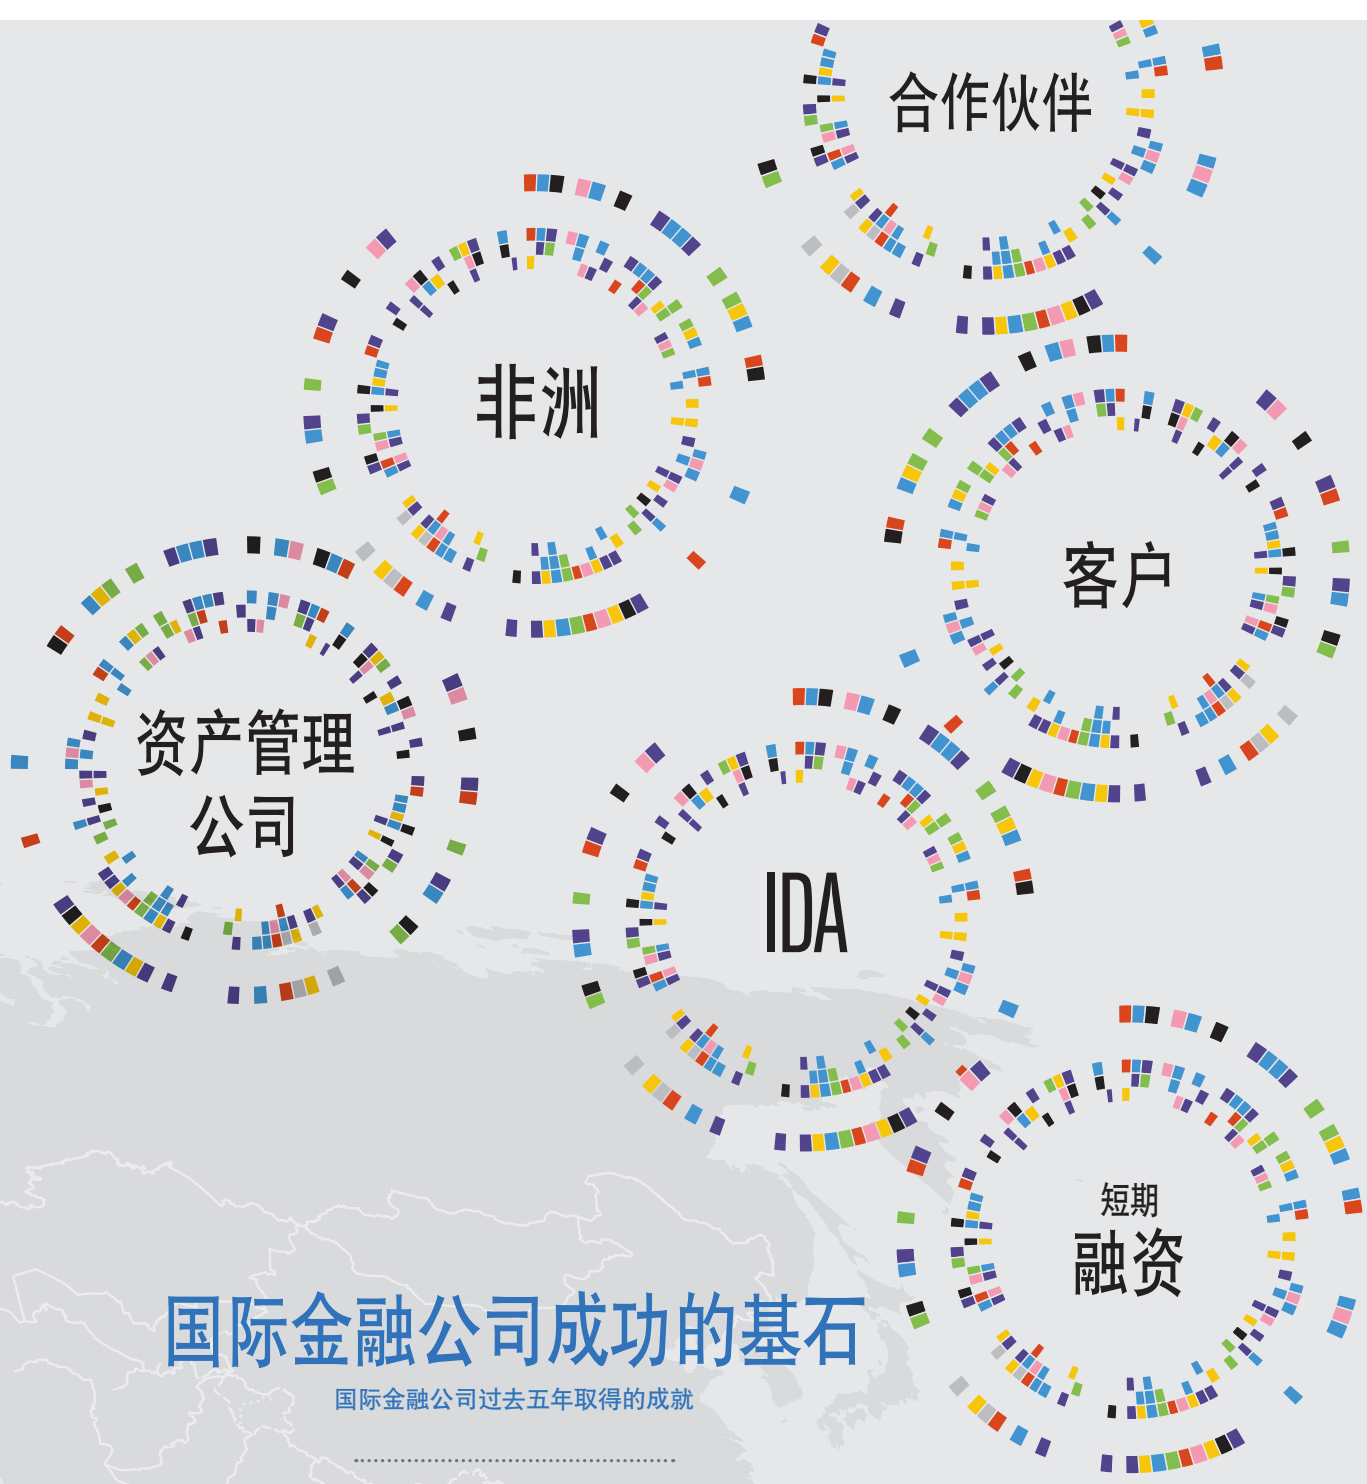 合作伙伴
非洲
客户
资产管理
公司
IDA
短期
融资
国际金融公司成功的基石
国际金融公司过去五年取得的成就